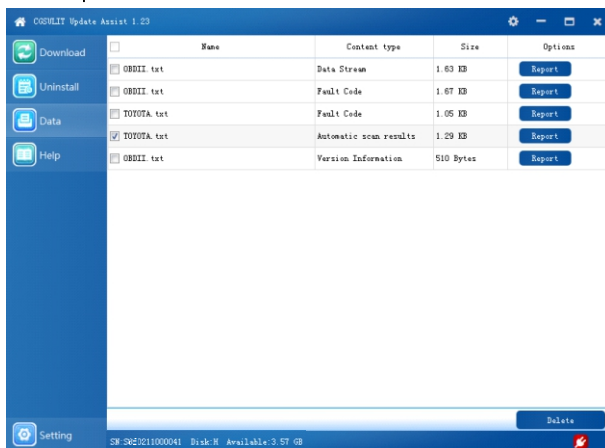 CGSULIT Update Assist 1.23
Download
Uninstall
Data
Help
Setting
Name Content type Size Options
OBDII.txt Data Stream 1.63 KB Report
OBDII.txt Fault Code 1.67 KB Report
TOYOTA.txt Fault Code 1.05 KB Report
TOYOTA.txt Automatic scan results 1.29 KB Report
OBDII.txt Version Information 510 Bytes Report
Delete
Disk:H Available:3.57 GB